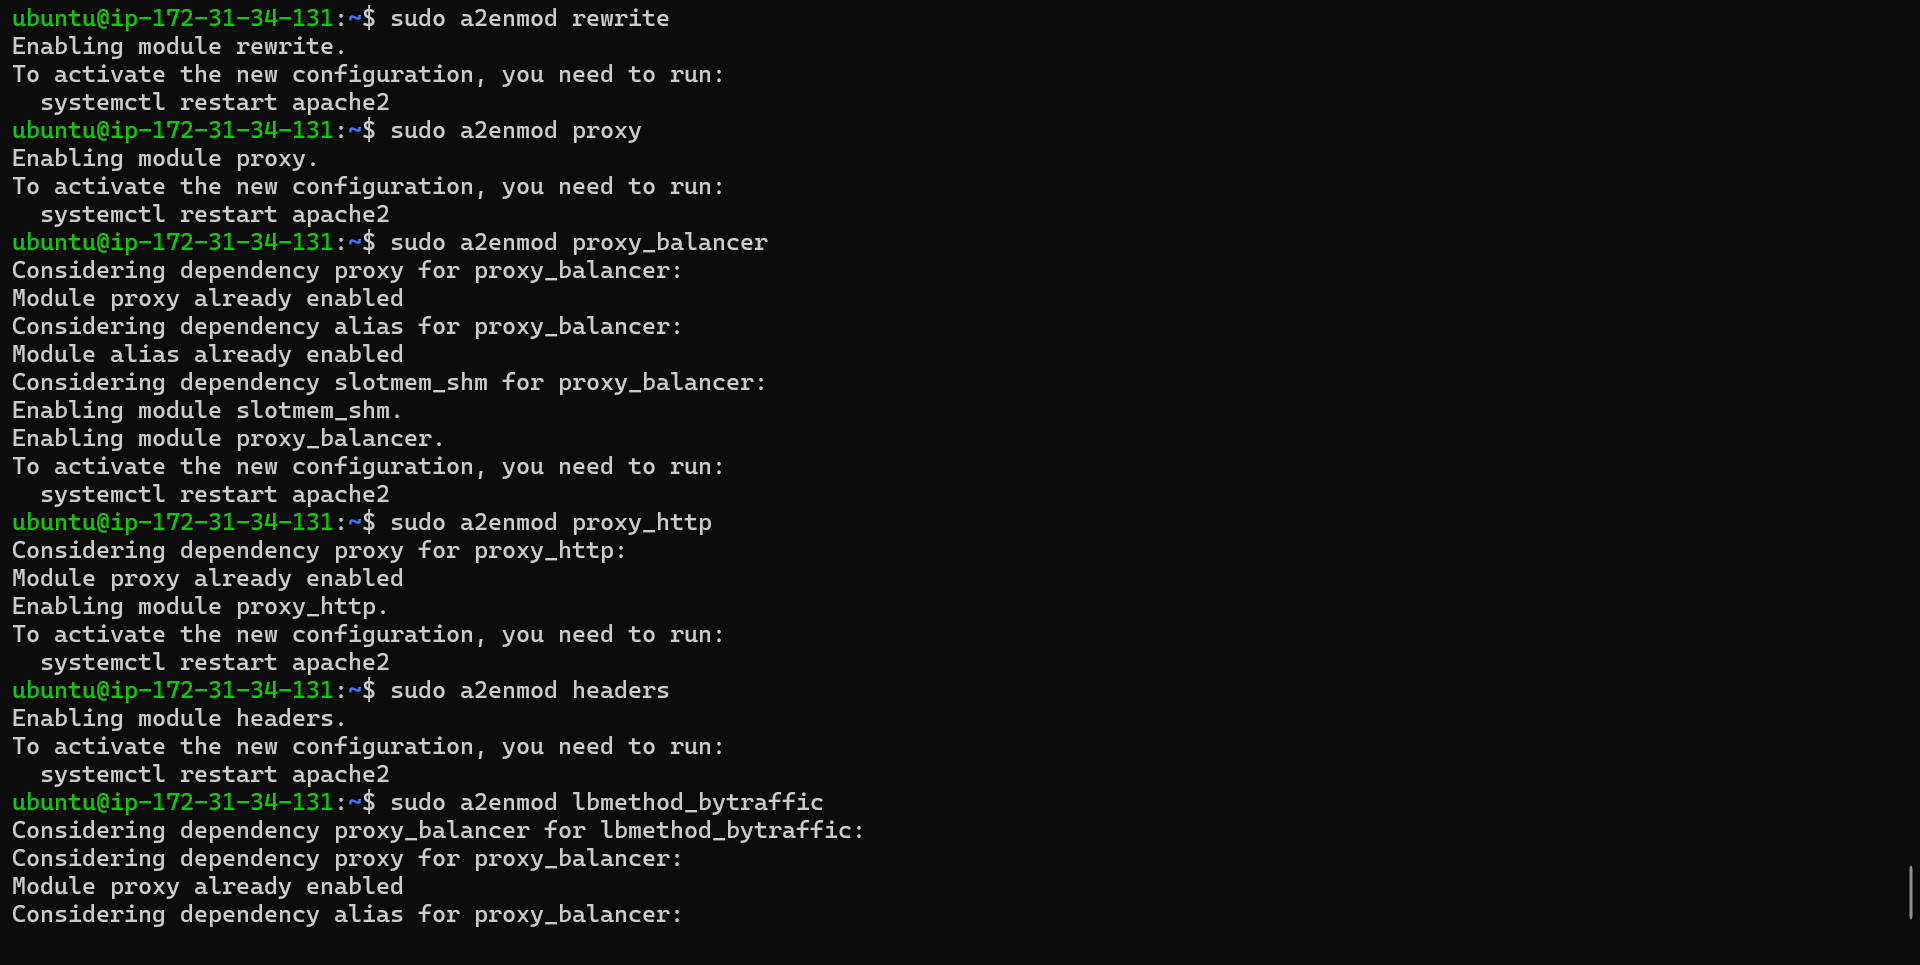 ubuntu@ip-172-31-34-131:~$ sudo a2enmod rewrite
Enabling module rewrite.
To activate the new configuration, you need to run:
  systemctl restart apache2
ubuntu@ip-172-31-34-131:~$ sudo a2enmod proxy
Enabling module proxy.
To activate the new configuration, you need to run:
  systemctl restart apache2
ubuntu@ip-172-31-34-131:~$ sudo a2enmod proxy_balancer
Considering dependency proxy for proxy_balancer:
Module proxy already enabled
Considering dependency alias for proxy_balancer:
Module alias already enabled
Considering dependency slotmem_shm for proxy_balancer:
Enabling module slotmem_shm.
Enabling module proxy_balancer.
To activate the new configuration, you need to run:
  systemctl restart apache2
ubuntu@ip-172-31-34-131:~$ sudo a2enmod proxy_http
Considering dependency proxy for proxy_http:
Module proxy already enabled
Enabling module proxy_http.
To activate the new configuration, you need to run:
  systemctl restart apache2
ubuntu@ip-172-31-34-131:~$ sudo a2enmod headers
Enabling module headers.
To activate the new configuration, you need to run:
  systemctl restart apache2
ubuntu@ip-172-31-34-131:~$ sudo a2enmod lbmethod_bytraffic
Considering dependency proxy_balancer for lbmethod_bytraffic:
Considering dependency proxy for proxy_balancer:
Module proxy already enabled
Considering dependency alias for proxy_balancer: